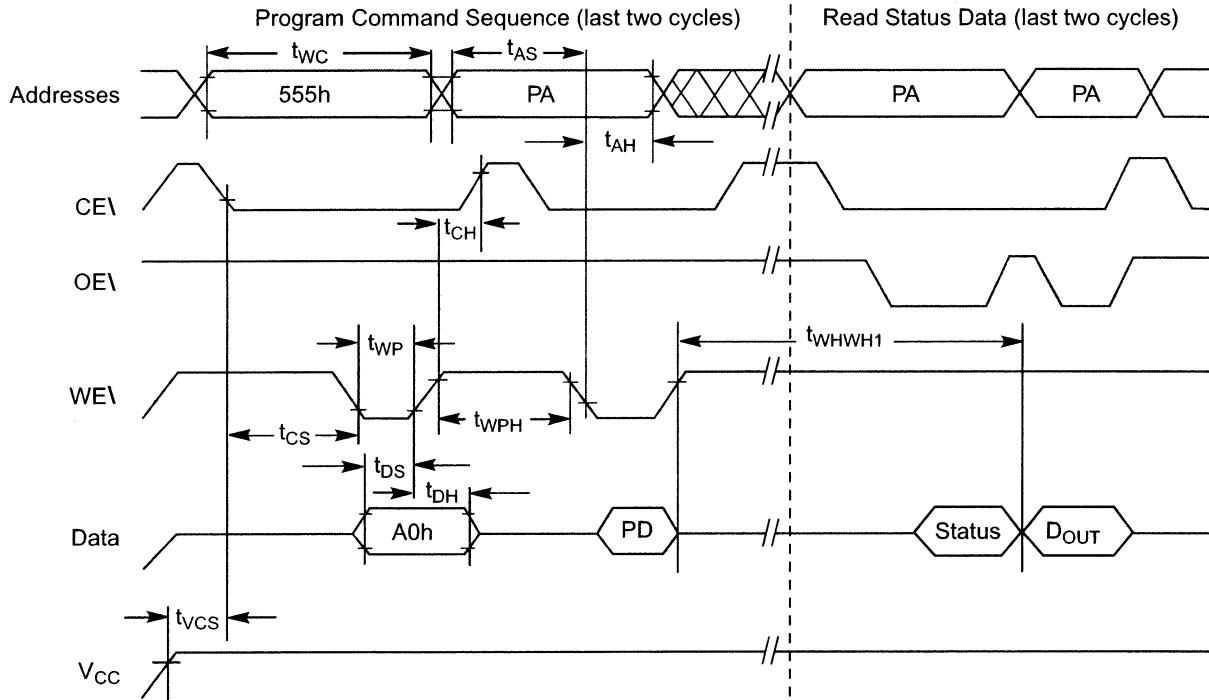 Program Command Sequence (last two cycles)
Read Status Data (last two cycles)
tWC
tAS
Addresses
555h
PA
PA
PA
tAH
CE\
tCH
OE\
tWP
tWHWH1
WE\
tWPH
tCS
tDS
tDH
Data
A0h
PD
Status
DOUT
tVCS
VCC